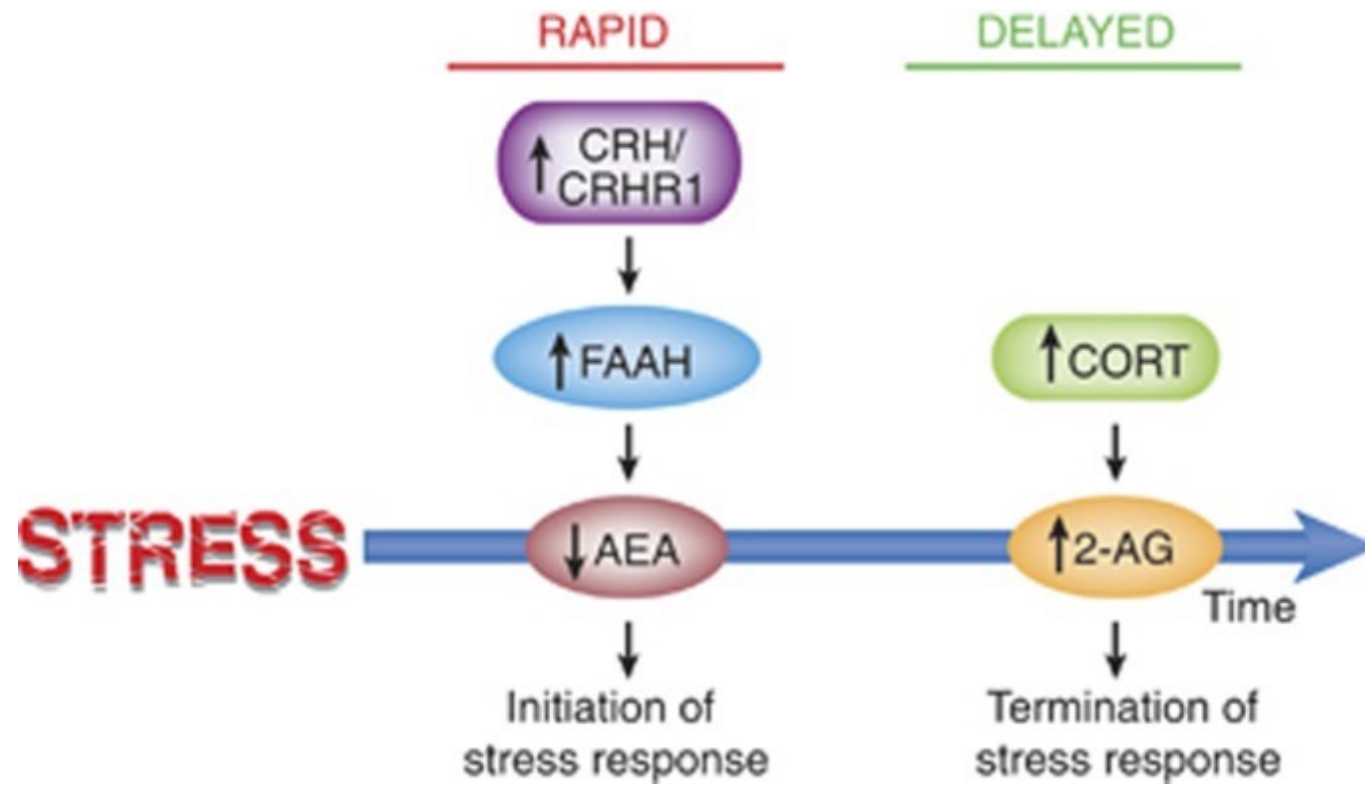 RAPID
DELAYED
↑ CRH/
CRHR1
↑ FAAH
↑ CORT
STRESS
↓ AEA
↑ 2-AG
Time
Initiation of
stress response
Termination of
stress response